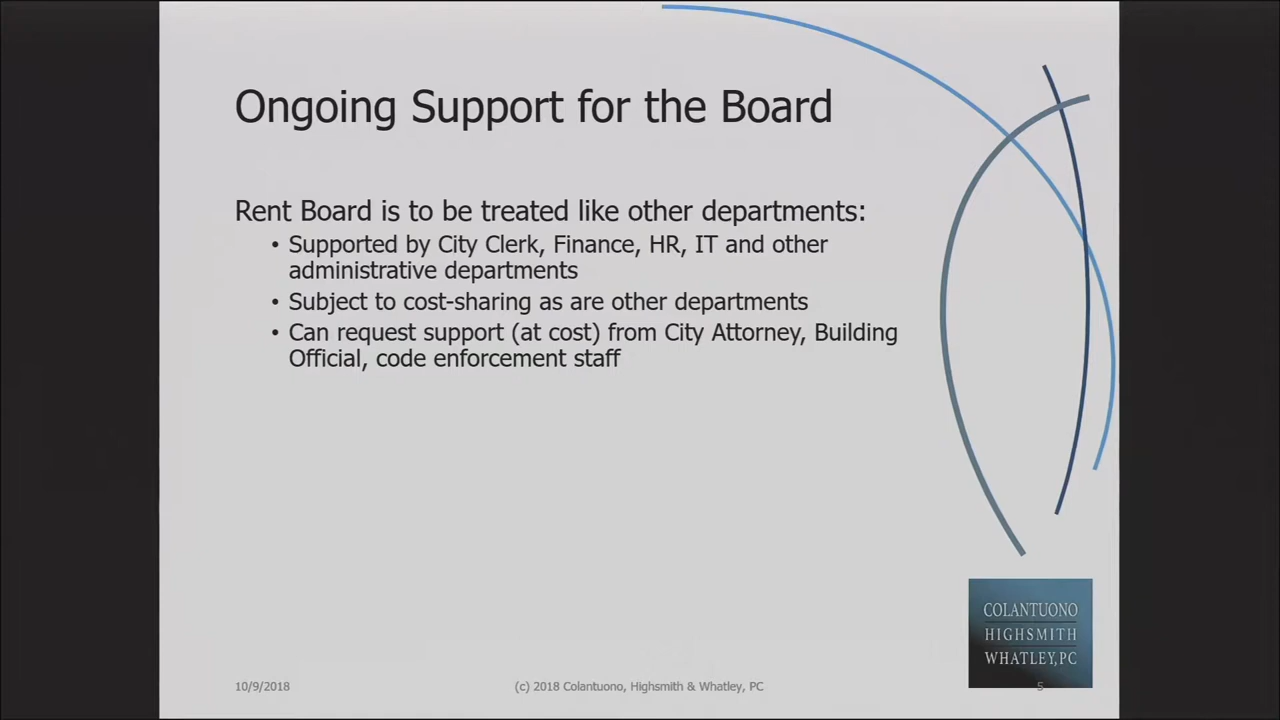 Ongoing Support for the Board
Rent Board is to be treated like other departments:
• Supported by City Clerk, Finance, HR, IT and other
administrative departments
• Subject to cost-sharing as are other departments
• Can request support (at cost) from City Attorney, Building
Official, code enforcement staff
COLANTUONO
HIGHSMITH
WHATLEY, PC
10/9/2018
(c) 2018 Colantuono, Highsmith & Whatley, PC
5